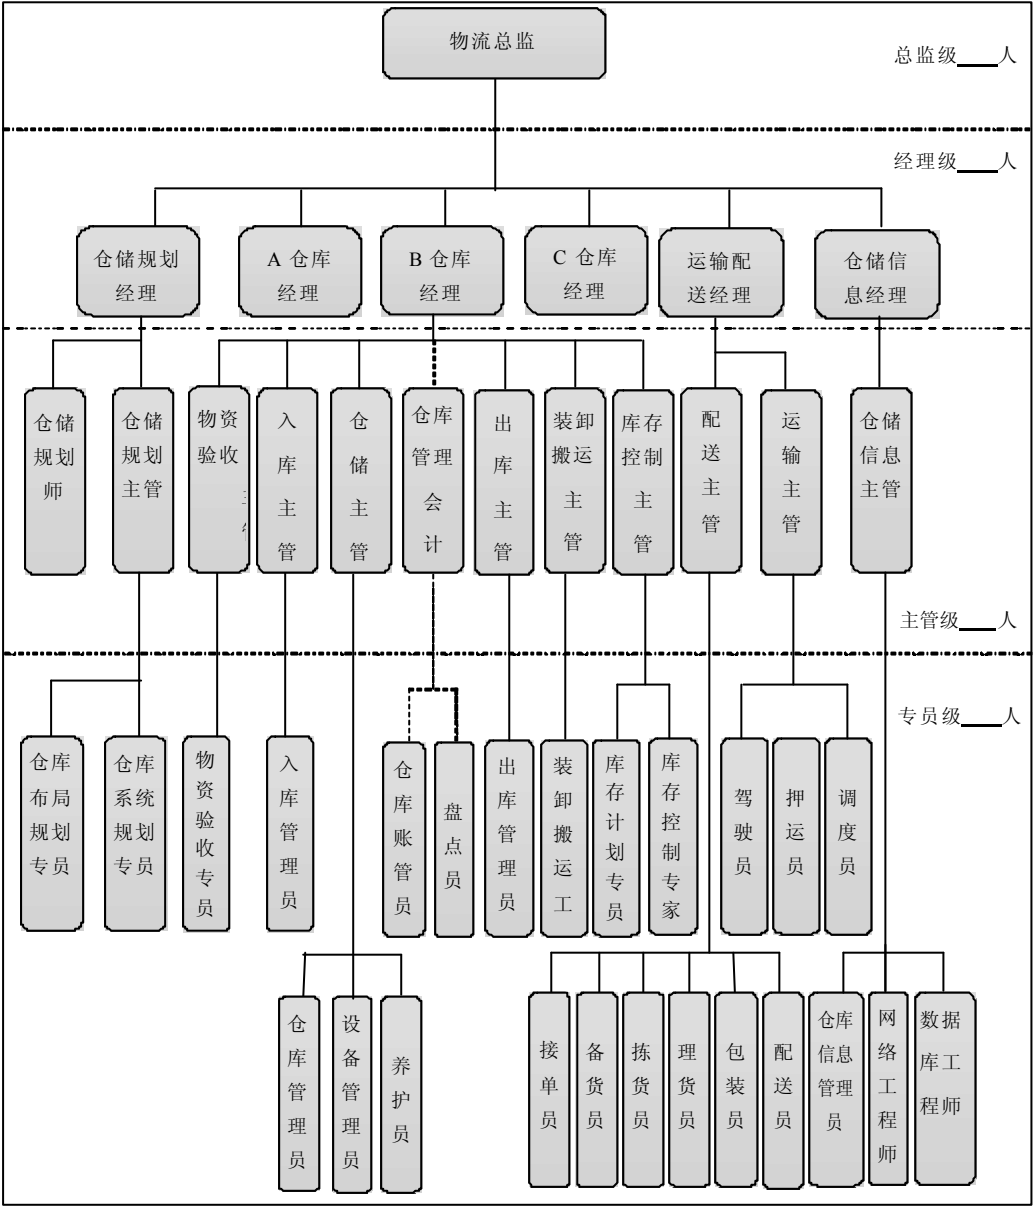 物流总监
总监级____人
经理级____人
仓储规划
经理
A 仓库
经理
B 仓库
经理
C 仓库
经理
运输配
送经理
仓储信
息经理
仓储
规划
师
仓储
规划
主管
物资
验收
入
库
主
管
仓
储
主
管
仓库
管理
会
计
出
库
主
管
装卸
搬运
主
管
库存
控制
主
管
配
送
主
管
运
输
主
管
仓储
信息
主管
主管级____人
专员级____人
仓库
布局
规划
专员
仓库
系统
规划
专员
物
资
验
收
专
员
入
库
管
理
员
仓
库
账
管
员
盘
点
员
出
库
管
理
员
装
卸
搬
运
工
库
存
计
划
专
员
库
存
控
制
专
家
驾
驶
员
押
运
员
调
度
员
仓
库
管
理
员
设
备
管
理
员
养
护
员
接
单
员
备
货
员
拣
货
员
理
货
员
包
装
员
配
送
员
仓库
信息
管理
员
网
络
工
程
师
数据
库工
程师